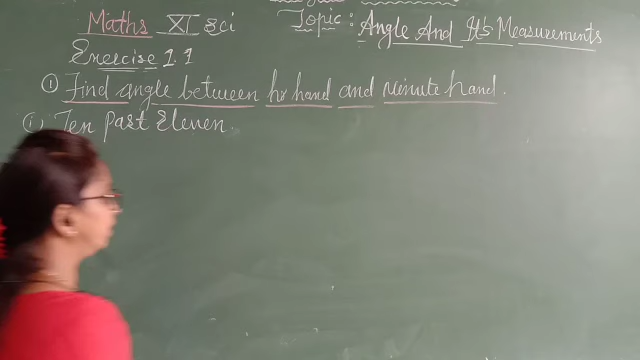 Maths XI Sci Topic: Angle And It's Measurements
Exercise 1.1
① Find angle between hr hand and minute hand.
i) Ten Past Eleven.